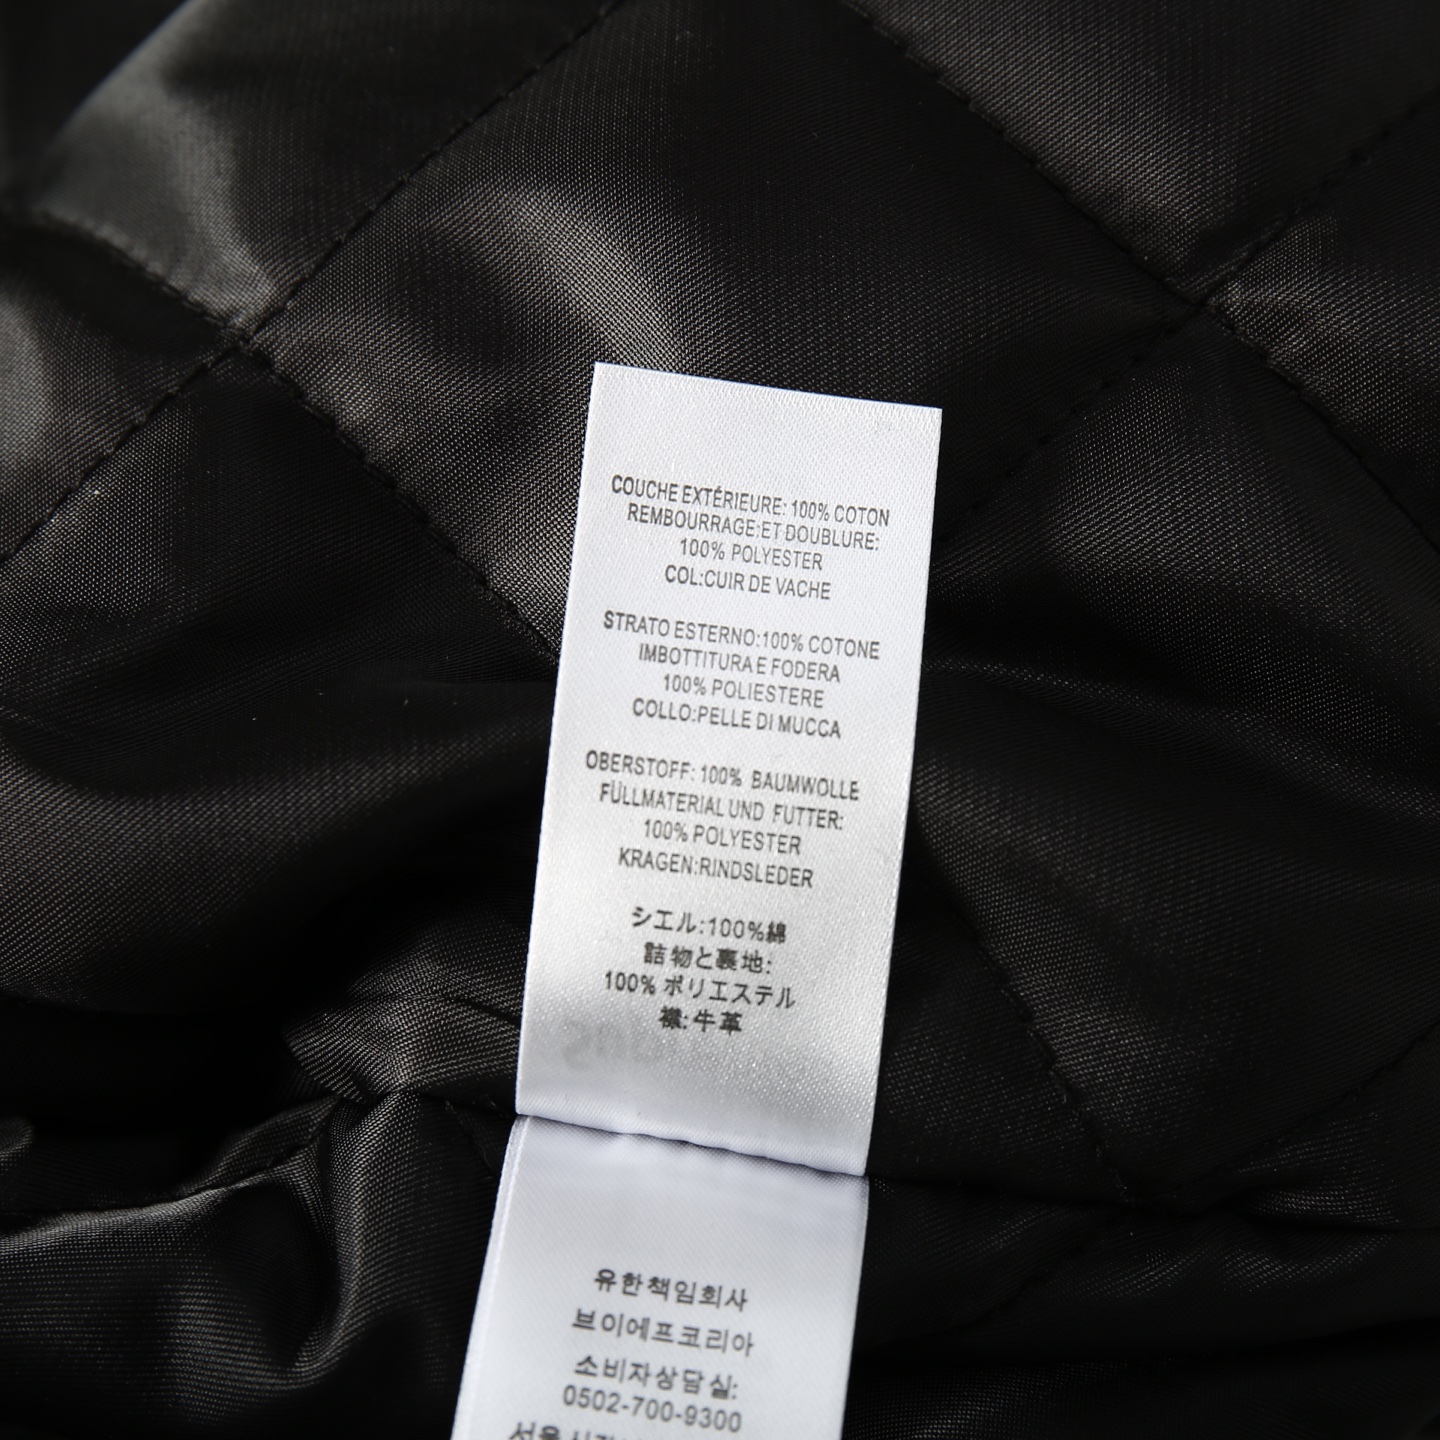 COUCHE EXTÉRIEURE: 100% COTON
REMBOURRAGE:ET DOUBLURE:
100% POLYESTER
COL:CUIR DE VACHE
STRATO ESTERNO:100% COTONE
IMBOTTITURA E FODERA
100% POLIESTERE
COLLO:PELLE DI MUCCA
OBERSTOFF: 100% BAUMWOLLE
FÜLLMATERIAL UND FUTTER:
100% POLYESTER
KRAGEN:RINDSLEDER
シエル:100%綿
詰物と裏地:
100% ポリエステル
襟:牛革
유한책임회사
브이에프코리아
소비자상담실:
0502-700-9300